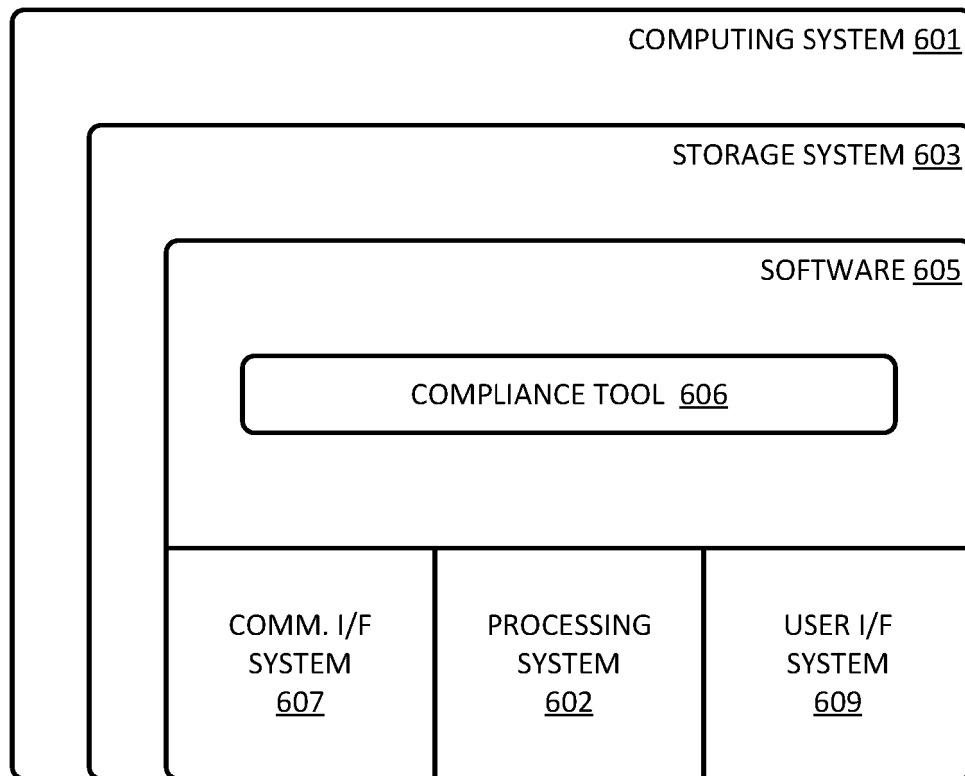 COMPUTING SYSTEM 601
STORAGE SYSTEM 603
SOFTWARE 605
COMPLIANCE TOOL 606
COMM. I/F
SYSTEM
607
PROCESSING
SYSTEM
602
USER I/F
SYSTEM
609